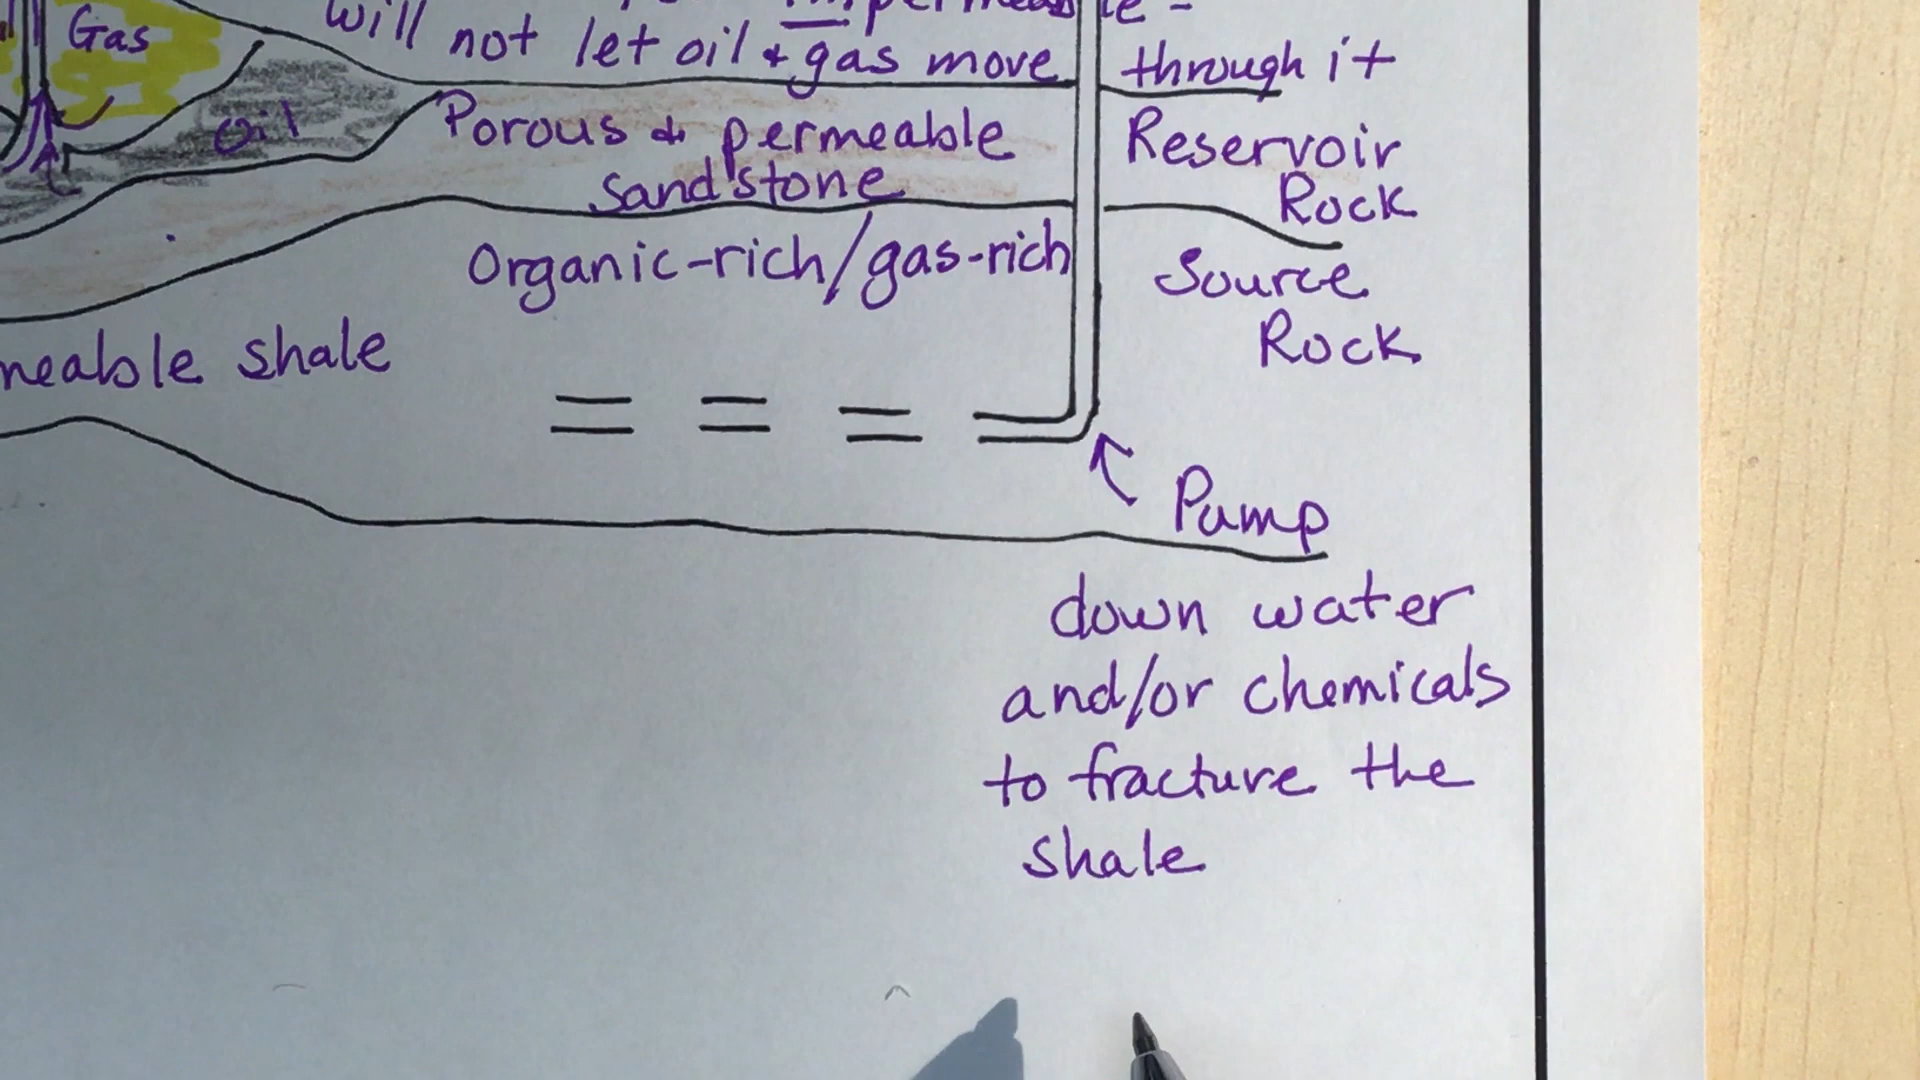 Gas
will not let oil & gas move through it
Oil
Porous & permeable
sandstone
Reservoir
Rock
Organic-rich/gas-rich
Source
Rock
shale
Pump
down water
and/or chemicals
to fracture the
shale